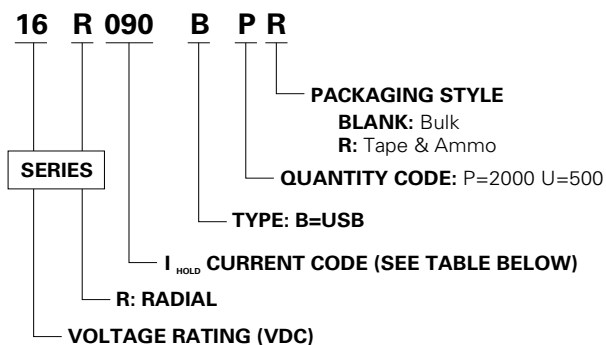 16 R 090 B P R
PACKAGING STYLE
BLANK: Bulk
R: Tape & Ammo
SERIES
QUANTITY CODE: P=2000 U=500
TYPE: B=USB
I HOLD CURRENT CODE (SEE TABLE BELOW)
R: RADIAL
VOLTAGE RATING (VDC)